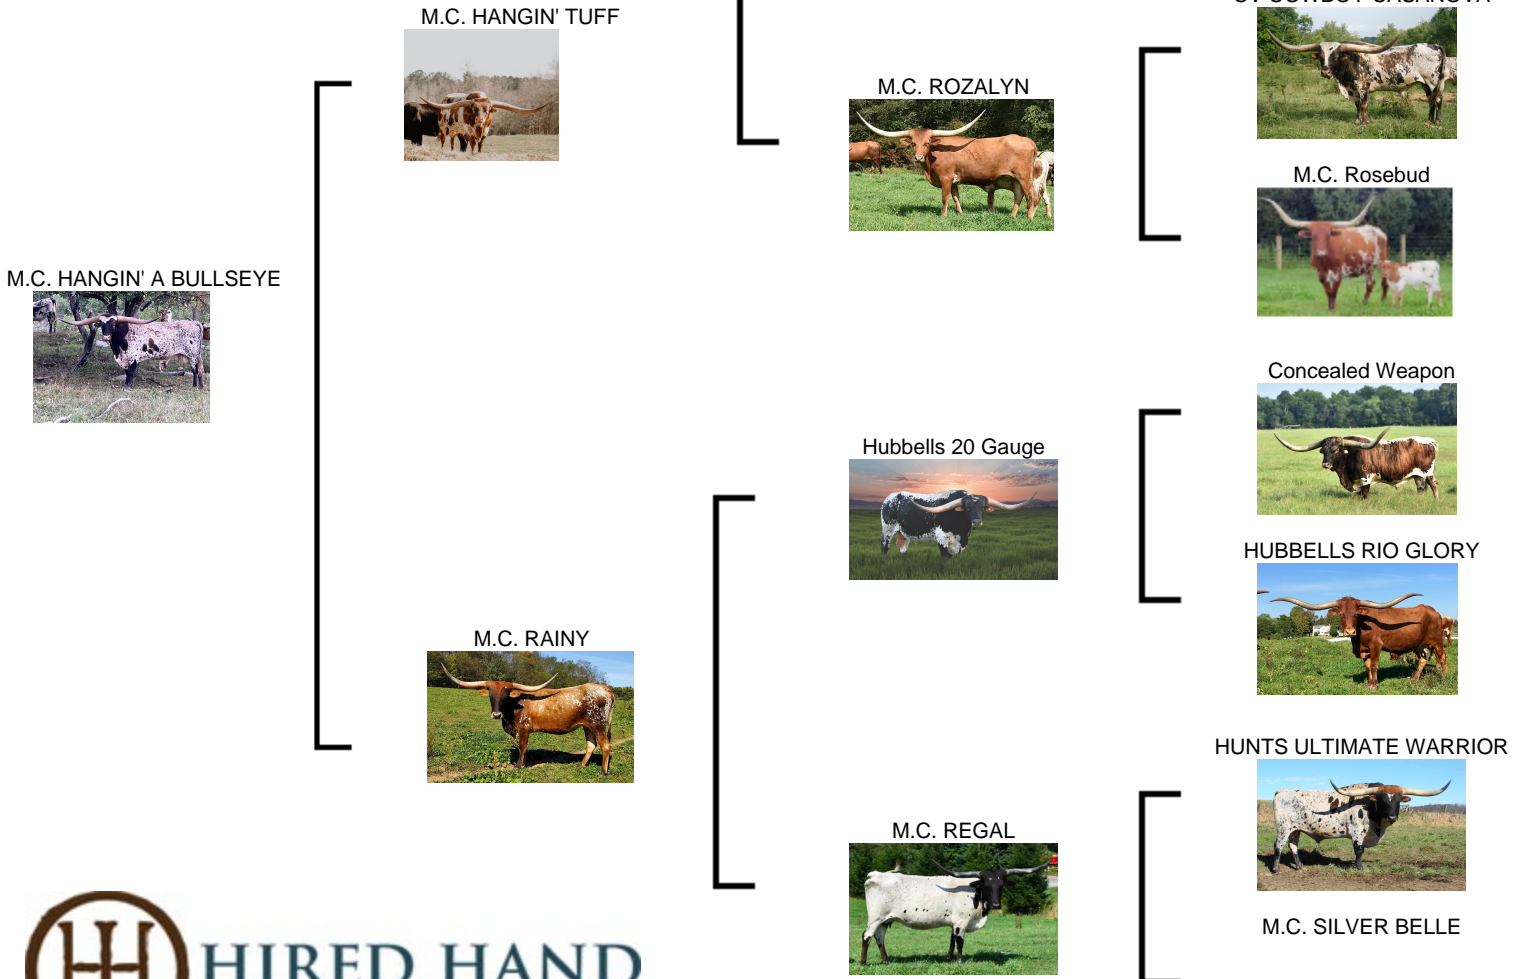 M.C. HANGIN' TUFF
M.C. ROZALYN
M.C. Rosebud
M.C. HANGIN' A BULLSEYE
Concealed Weapon
Hubbells 20 Gauge
HUBBELLS RIO GLORY
M.C. RAINY
HUNTS ULTIMATE WARRIOR
M.C. REGAL
M.C. SILVER BELLE
HIRED HAND